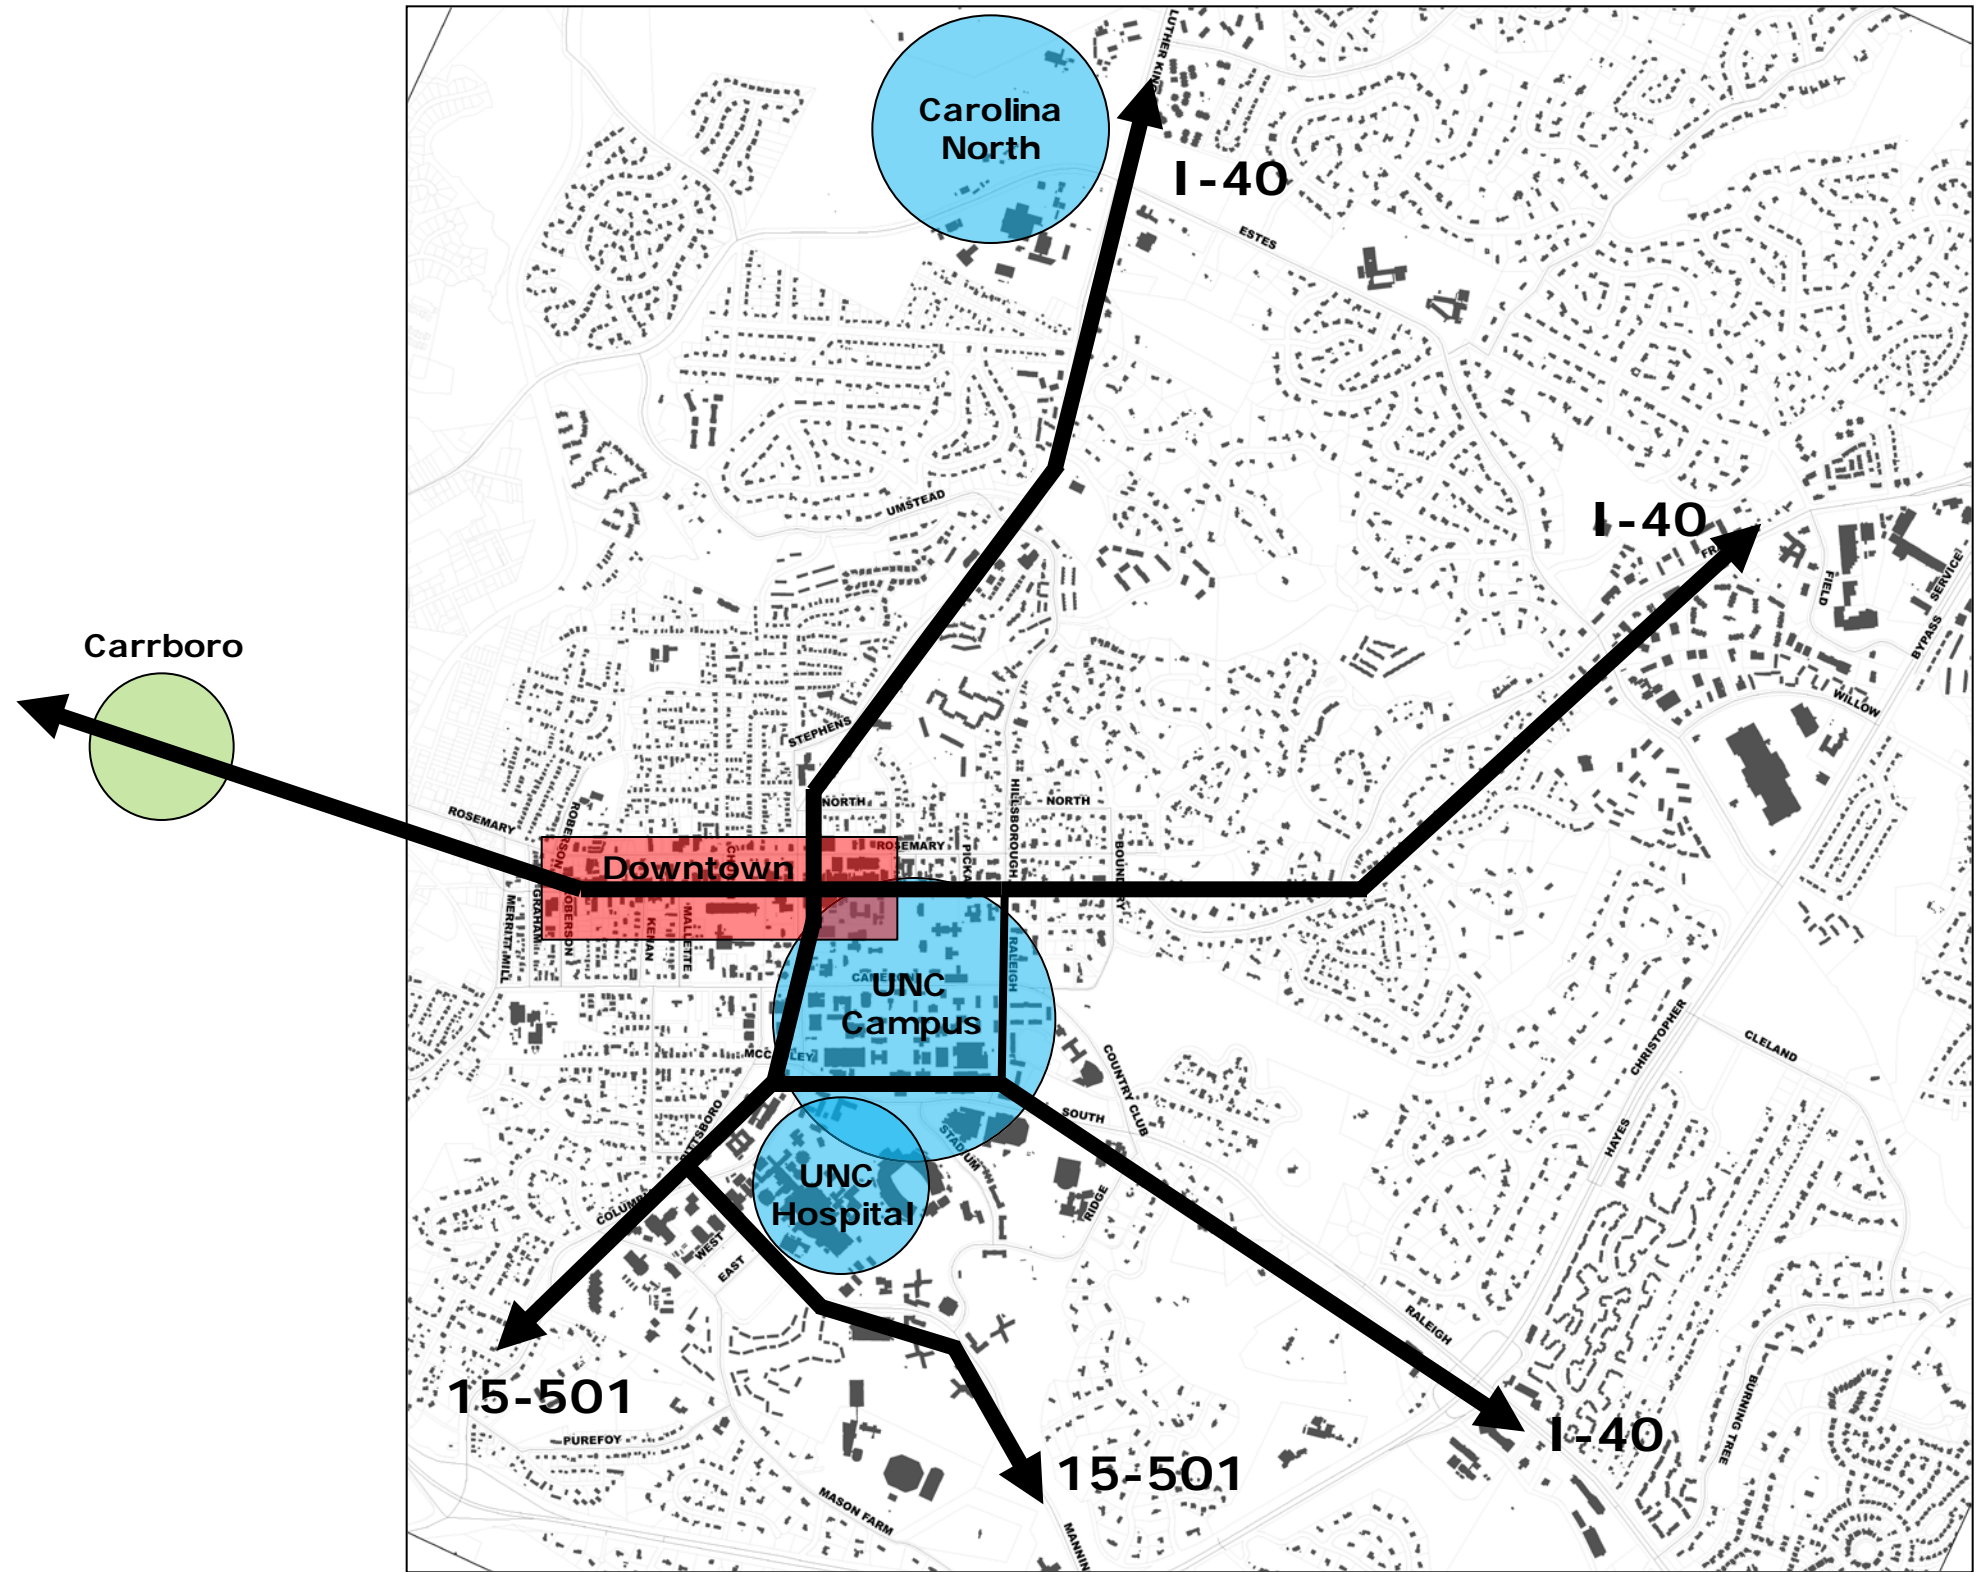 LUTHER KING
Carolina
North
I-40
ESTES
I-40
UMSTEAD
FIELD
SERVICE
BYPASS
Carrboro
WILLOW
STEPHENS
NORTH
HILLSBOROUGH
NORTH
ROSEMARY
ROBERSON
Downtown
ROSEMARY
MERRITT MILL
GRAHAM
KENAN
MALLETTE
RALEIGH
CAMERON
UNC
Campus
CHRISTOPHER
CLELAND
COUNTRY CLUB
SOUTH
STADIUM
HAYES
UNC
Hospital
RIDGE
WEST
EAST
RALEIGH
15-501
BURNING TREE
PUREFOY
I-40
15-501
MASON FARM
MANNIN